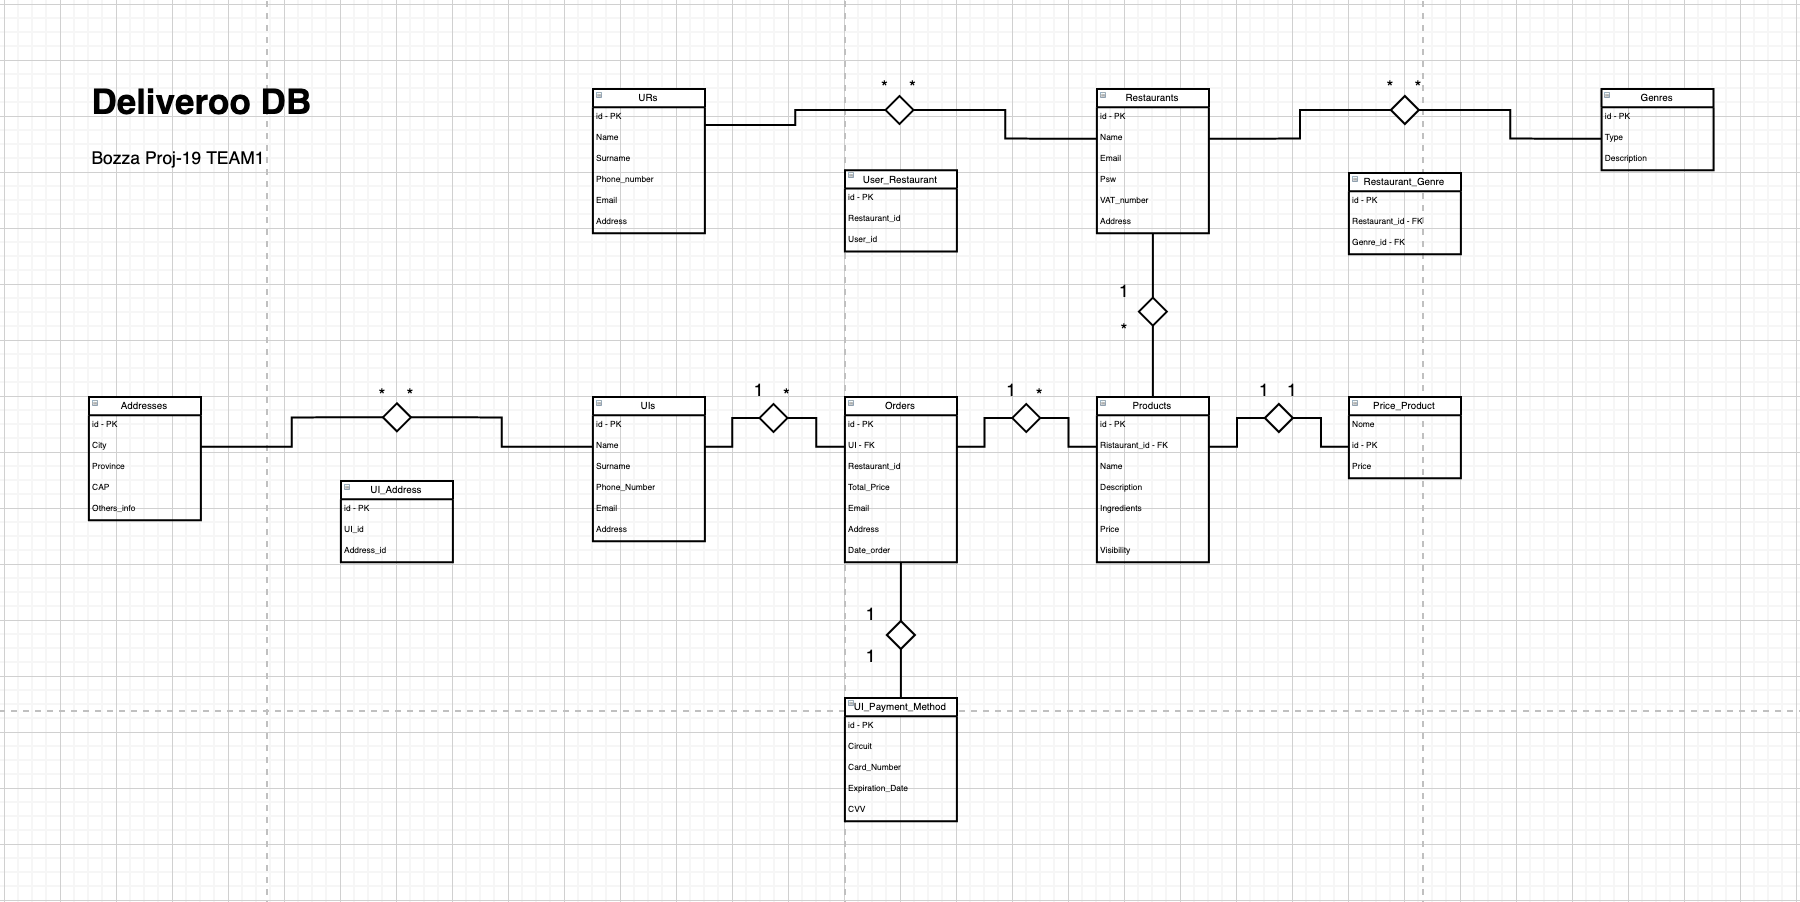 Deliveroo DB
Bozza Proj-19 TEAM1
URs
id - PK
Name
Surname
Phone_number
Email
Address
* *
User_Restaurant
id - PK
Restaurant_id
User_id
Restaurants
id - PK
Name
Email
Psw
VAT_number
Address
* *
Restaurant_Genre
id - PK
Restaurant_id - FK
Genre_id - FK
Genres
id - PK
Type
Description
1
*
Addresses
id - PK
City
Province
CAP
Others_info
* *
UI_Address
id - PK
UI_id
Address_id
UIs
id - PK
Name
Surname
Phone_Number
Email
Address
1 *
Orders
id - PK
UI - FK
Restaurant_id
Total_Price
Email
Address
Date_order
1 *
Products
id - PK
Ristaurant_id - FK
Name
Description
Ingredients
Price
Visibility
1 1
Price_Product
Nome
id - PK
Price
1
1
UI_Payment_Method
id - PK
Circuit
Card_Number
Expiration_Date
CVV